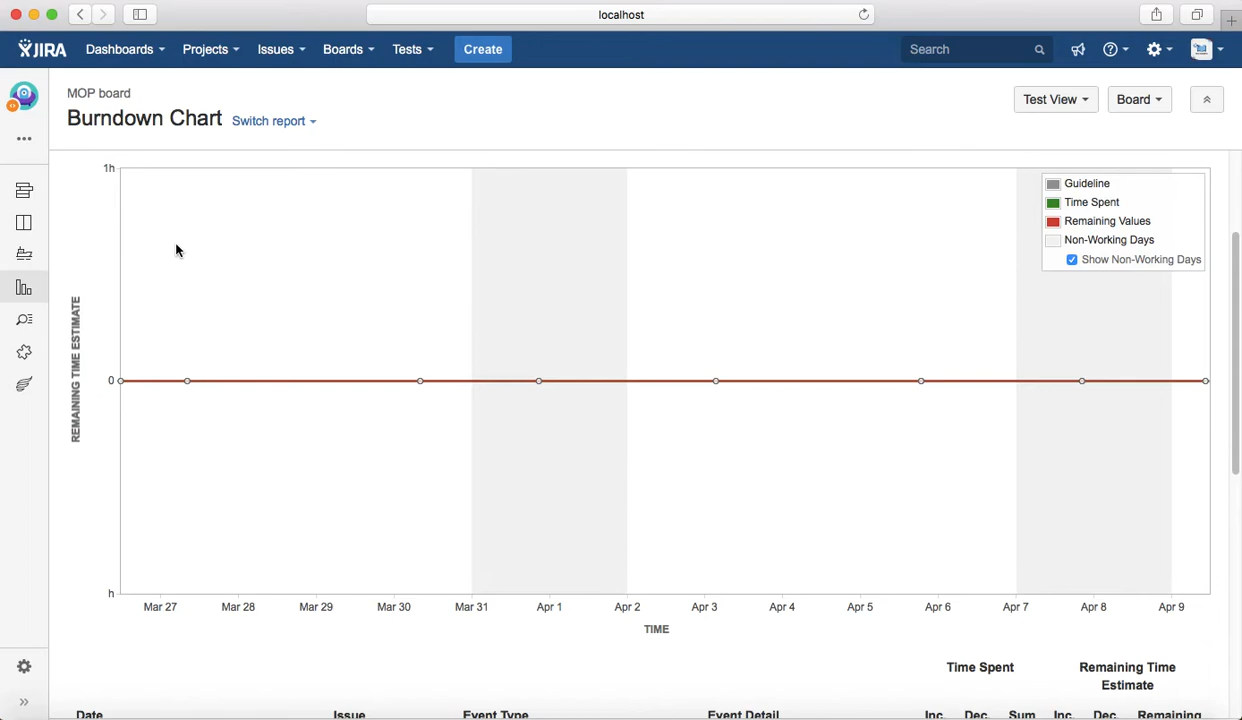 localhost
JIRA Dashboards Projects Issues Boards Tests Create Search
MOP board
Burndown Chart Switch report
Test View Board
1h
0
h
REMAINING TIME ESTIMATE
Guideline
Time Spent
Remaining Values
Non-Working Days
Show Non-Working Days
Mar 27 Mar 28 Mar 29 Mar 30 Mar 31 Apr 1 Apr 2 Apr 3 Apr 4 Apr 5 Apr 6 Apr 7 Apr 8 Apr 9
TIME
Time Spent Remaining Time
Estimate
Date Issue Event Type Event Detail Inc. Dec. Sum Inc. Dec. Remaining